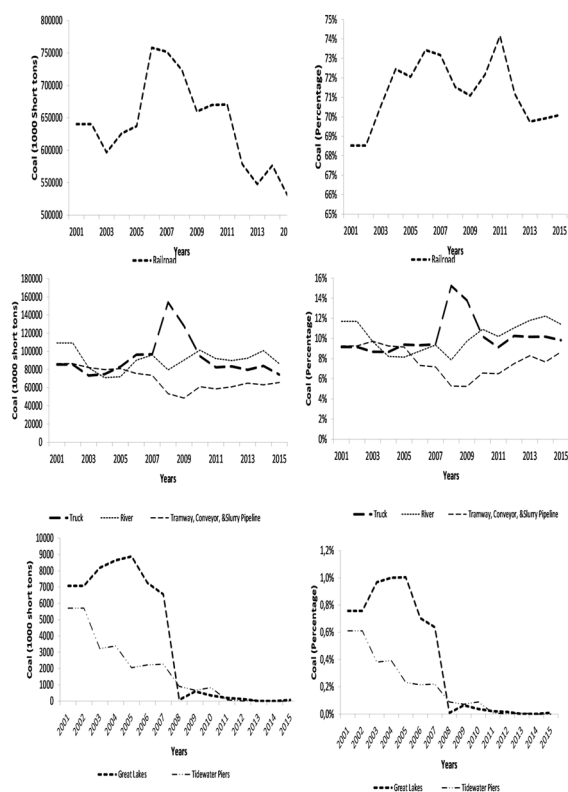 Coal (1000 Short tons)
800000
750000
700000
650000
600000
550000
500000
2001 2003 2005 2007 2009 2011 2013 20
Years
Railroad
Coal (Percentage)
75%
74%
73%
72%
71%
70%
69%
68%
67%
66%
65%
2001 2003 2005 2007 2009 2011 2013 2015
Years
Railroad
Coal (1000 short tons)
180000
160000
140000
120000
100000
80000
60000
40000
20000
0
2001 2003 2005 2007 2009 2011 2013 2015
Years
Truck River Tramway, Conveyor, &Slurry Pipeline
Coal (Percentage)
16%
14%
12%
10%
8%
6%
4%
2%
0%
2001 2003 2005 2007 2009 2011 2013 2015
Years
Truck River Tramway, Conveyor, &Slurry Pipeline
Coal (1000 short tons)
10000
9000
8000
7000
6000
5000
4000
3000
2000
1000
0
2001 2002 2003 2004 2005 2006 2007 2008 2009 2010 2011 2012 2013 2014 2015
Years
Great Lakes Tidewater Piers
Coal (Percentage)
1,2%
1,0%
0,8%
0,6%
0,4%
0,2%
0,0%
2001 2002 2003 2004 2005 2006 2007 2008 2009 2010 2011 2012 2013 2014 2015
Years
Great Lakes Tidewater Piers